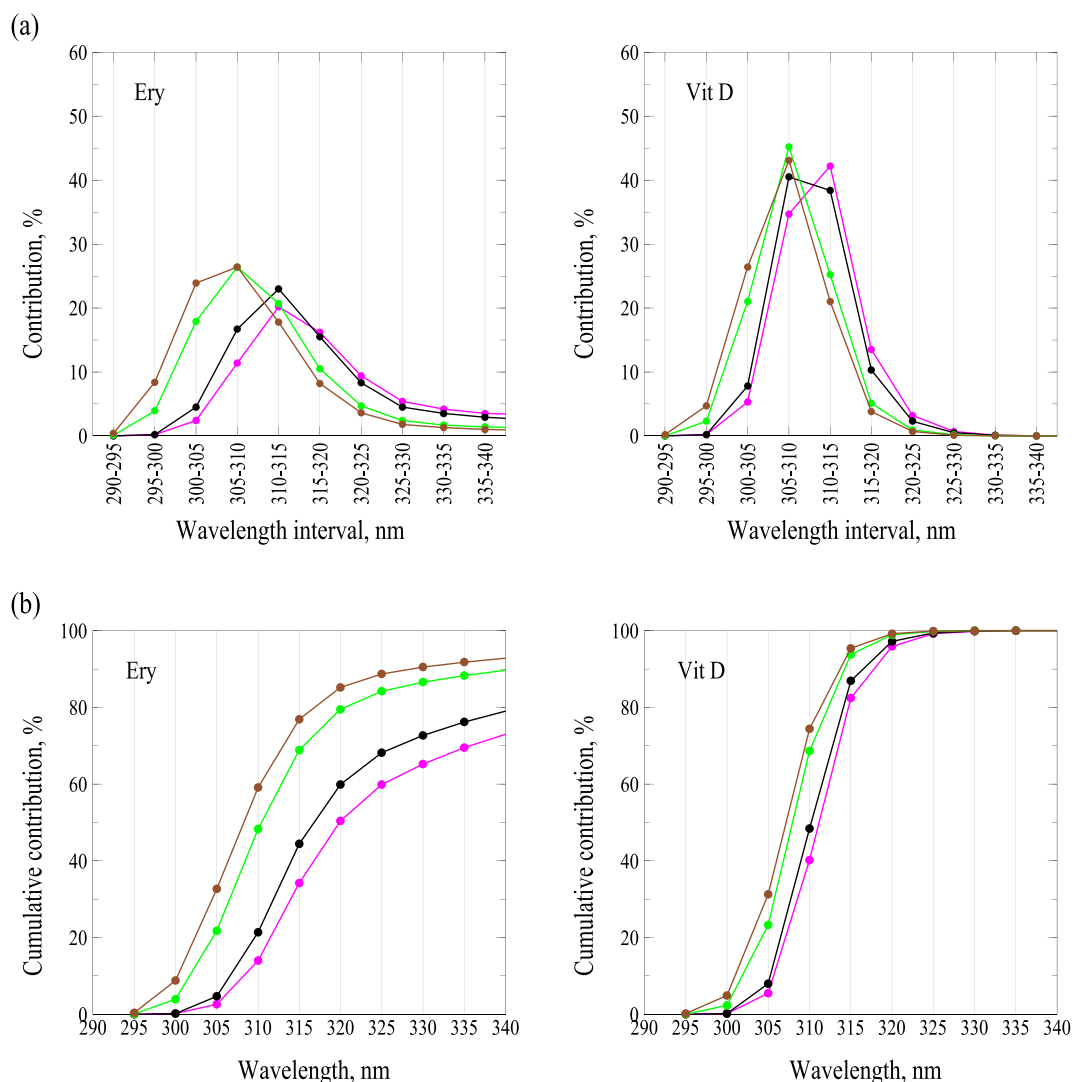 (a)
60
50
40
30
20
10
0
Contribution, %
Ery
290-295
295-300
300-305
305-310
310-315
315-320
320-325
325-330
330-335
335-340
Wavelength interval, nm
60
50
40
30
20
10
0
Contribution, %
Vit D
290-295
295-300
300-305
305-310
310-315
315-320
320-325
325-330
330-335
335-340
Wavelength interval, nm
(b)
100
80
60
40
20
0
Cumulative contribution, %
Ery
290 295 300 305 310 315 320 325 330 335 340
Wavelength, nm
100
80
60
40
20
0
Cumulative contribution, %
Vit D
290 295 300 305 310 315 320 325 330 335 340
Wavelength, nm